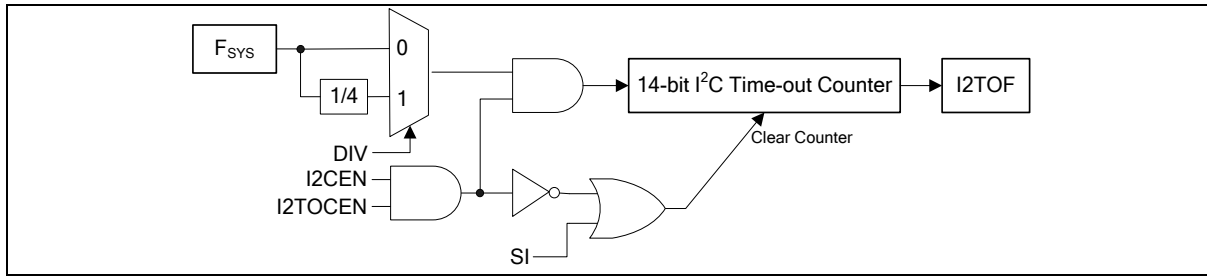 FSYS
0
1/4
1
14-bit I2C Time-out Counter
I2TOF
Clear Counter
DIV
I2CEN
I2TOCEN
SI